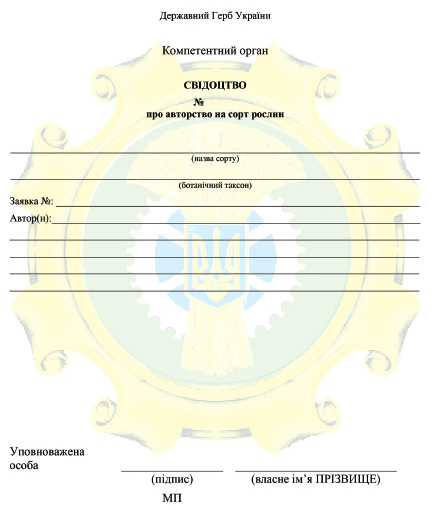 Державний Герб України
Компетентний орган
СВІДОЦТВО
№
про авторство на сорт рослин
(назва сорту)
(ботанічний таксон)
Заявка №:
Автор(и):
Уповноважена
особа
(підпис) (власне ім’я ПРІЗВИЩЕ)
МП